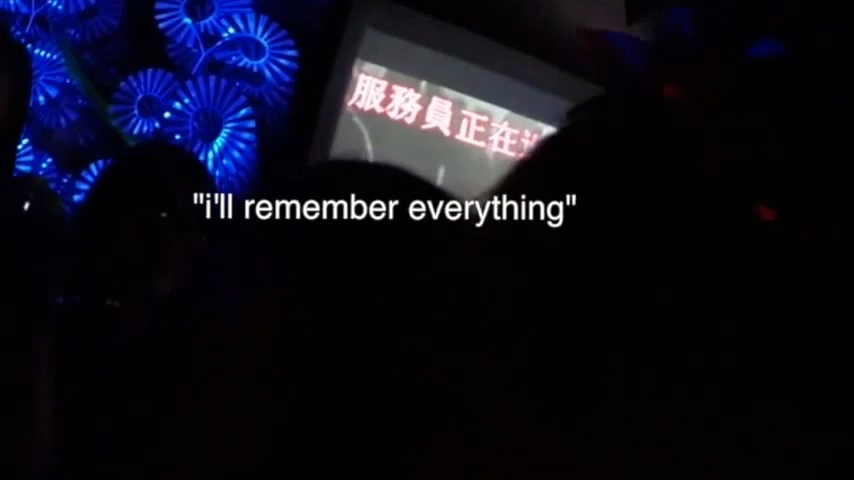 服務員正在
"i'll remember everything"